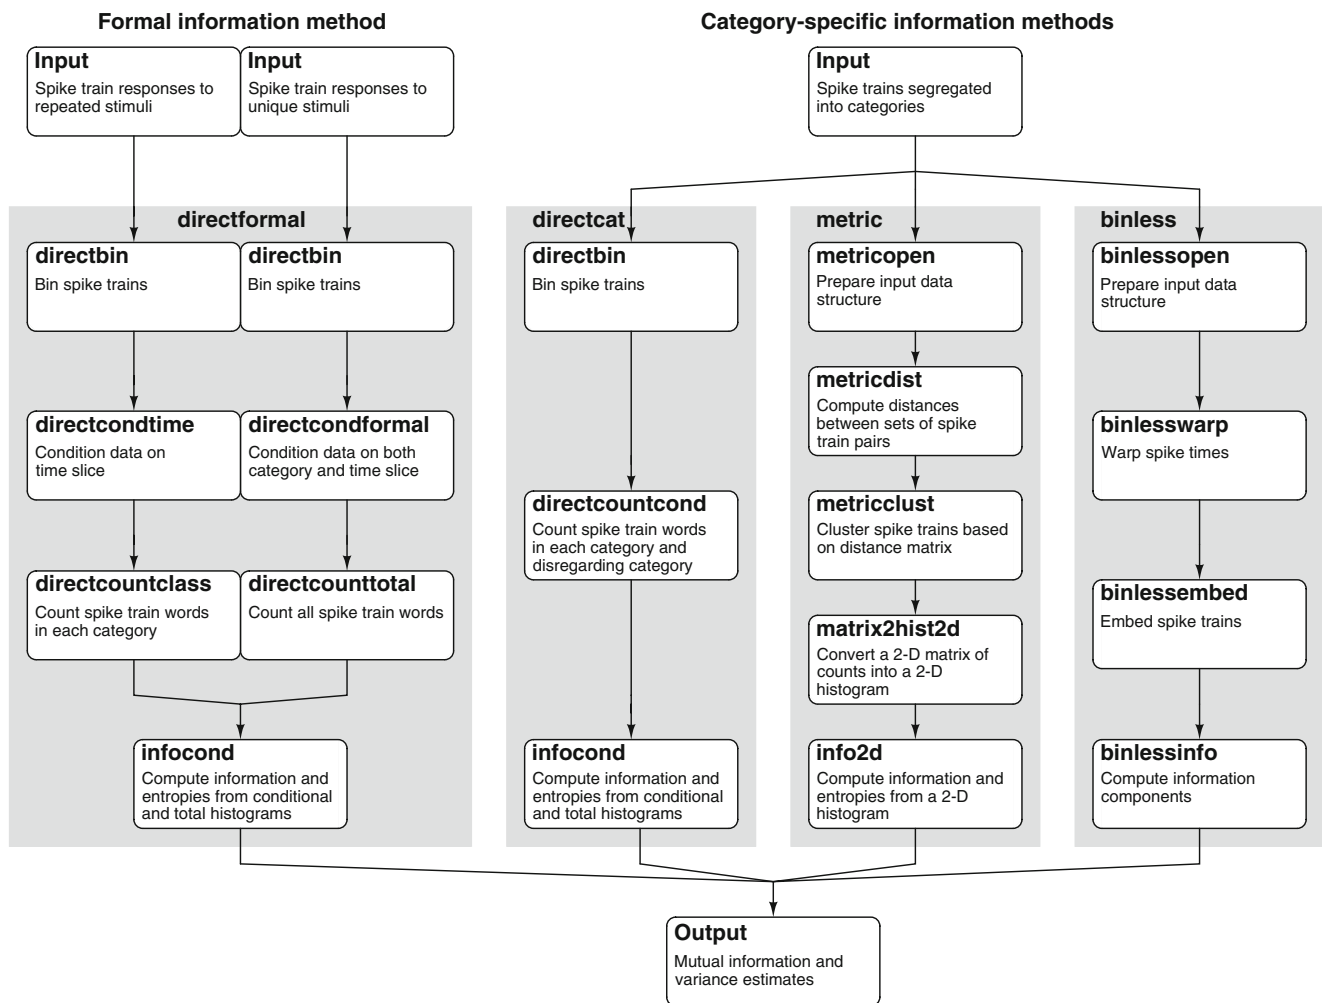 Formal information method
Category-specific information methods
Input
Spike train responses to
repeated stimuli
Input
Spike train responses to
unique stimuli
Input
Spike trains segregated
into categories
directformal
directbin
Bin spike trains
directbin
Bin spike trains
directcondtime
Condition data on
time slice
directcondformal
Condition data on both
category and time slice
directcountclass
Count spike train words
in each category
directcounttotal
Count all spike train words
infocond
Compute information and
entropies from conditional
and total histograms
directcat
directbin
Bin spike trains
directcountcond
Count spike train words
in each category and
disregarding category
infocond
Compute information and
entropies from conditional
and total histograms
metric
metricopen
Prepare input data
structure
metricdist
Compute distances
between sets of spike
train pairs
metricclust
Cluster spike trains based
on distance matrix
matrix2hist2d
Convert a 2-D matrix of
counts into a 2-D
histogram
info2d
Compute information and
entropies from a 2-D
histogram
binless
binlessopen
Prepare input data
structure
binlesswarp
Warp spike times
binlessembed
Embed spike trains
binlessinfo
Compute information
components
Output
Mutual information and
variance estimates